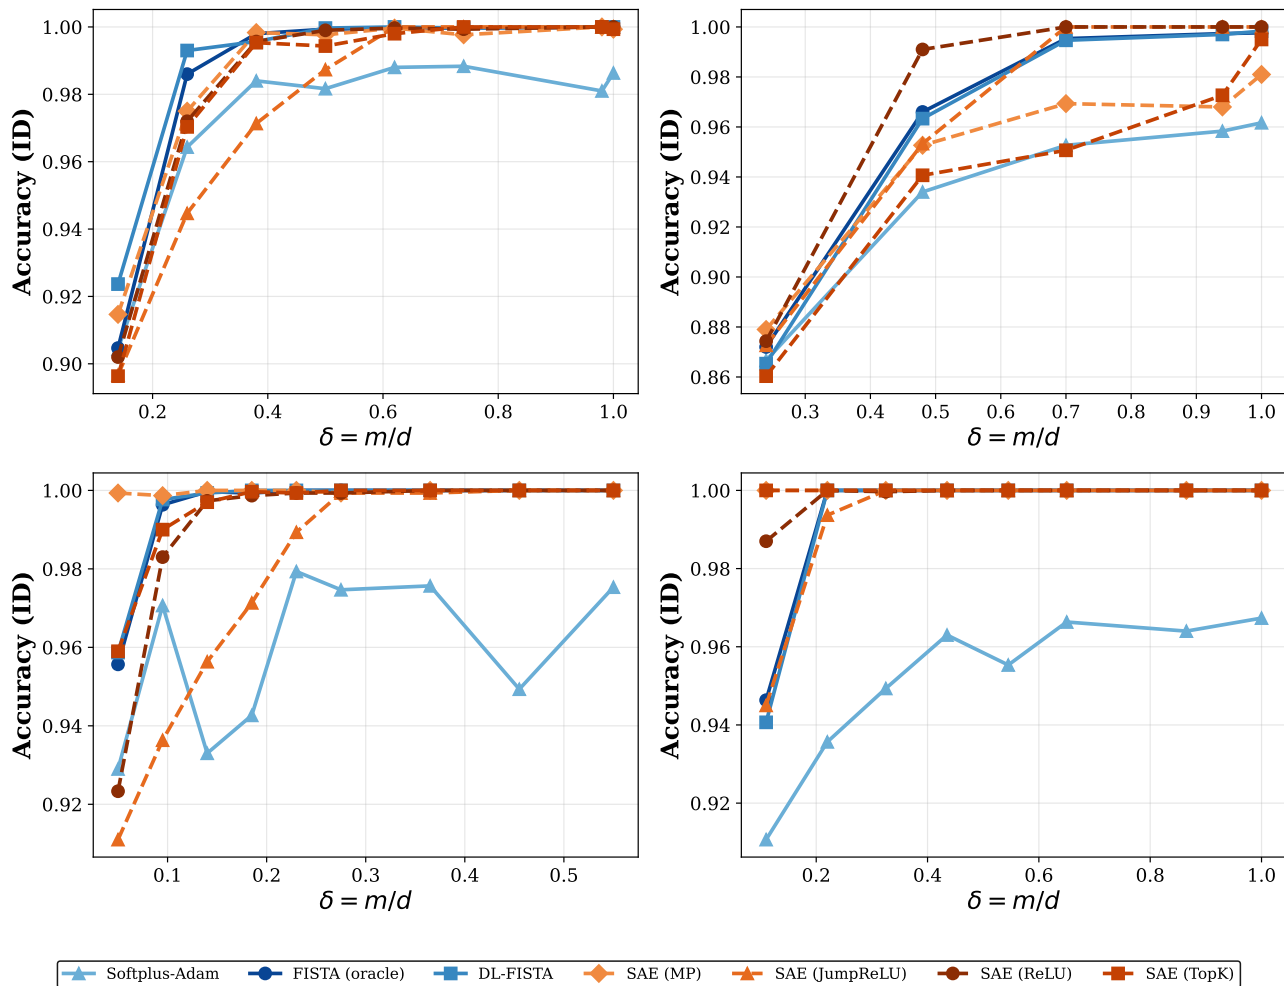 1.00
0.98
0.96
0.94
0.92
0.90
Accuracy (ID)
0.2 0.4 0.6 0.8 1.0
δ = m/d
1.00
0.98
0.96
0.94
0.92
0.90
0.88
0.86
Accuracy (ID)
0.3 0.4 0.5 0.6 0.7 0.8 0.9 1.0
δ = m/d
1.00
0.98
0.96
0.94
0.92
Accuracy (ID)
0.1 0.2 0.3 0.4 0.5
δ = m/d
1.00
0.98
0.96
0.94
0.92
Accuracy (ID)
0.2 0.4 0.6 0.8 1.0
δ = m/d
Softplus-Adam FISTA (oracle) DL-FISTA SAE (MP) SAE (JumpReLU) SAE (ReLU) SAE (TopK)